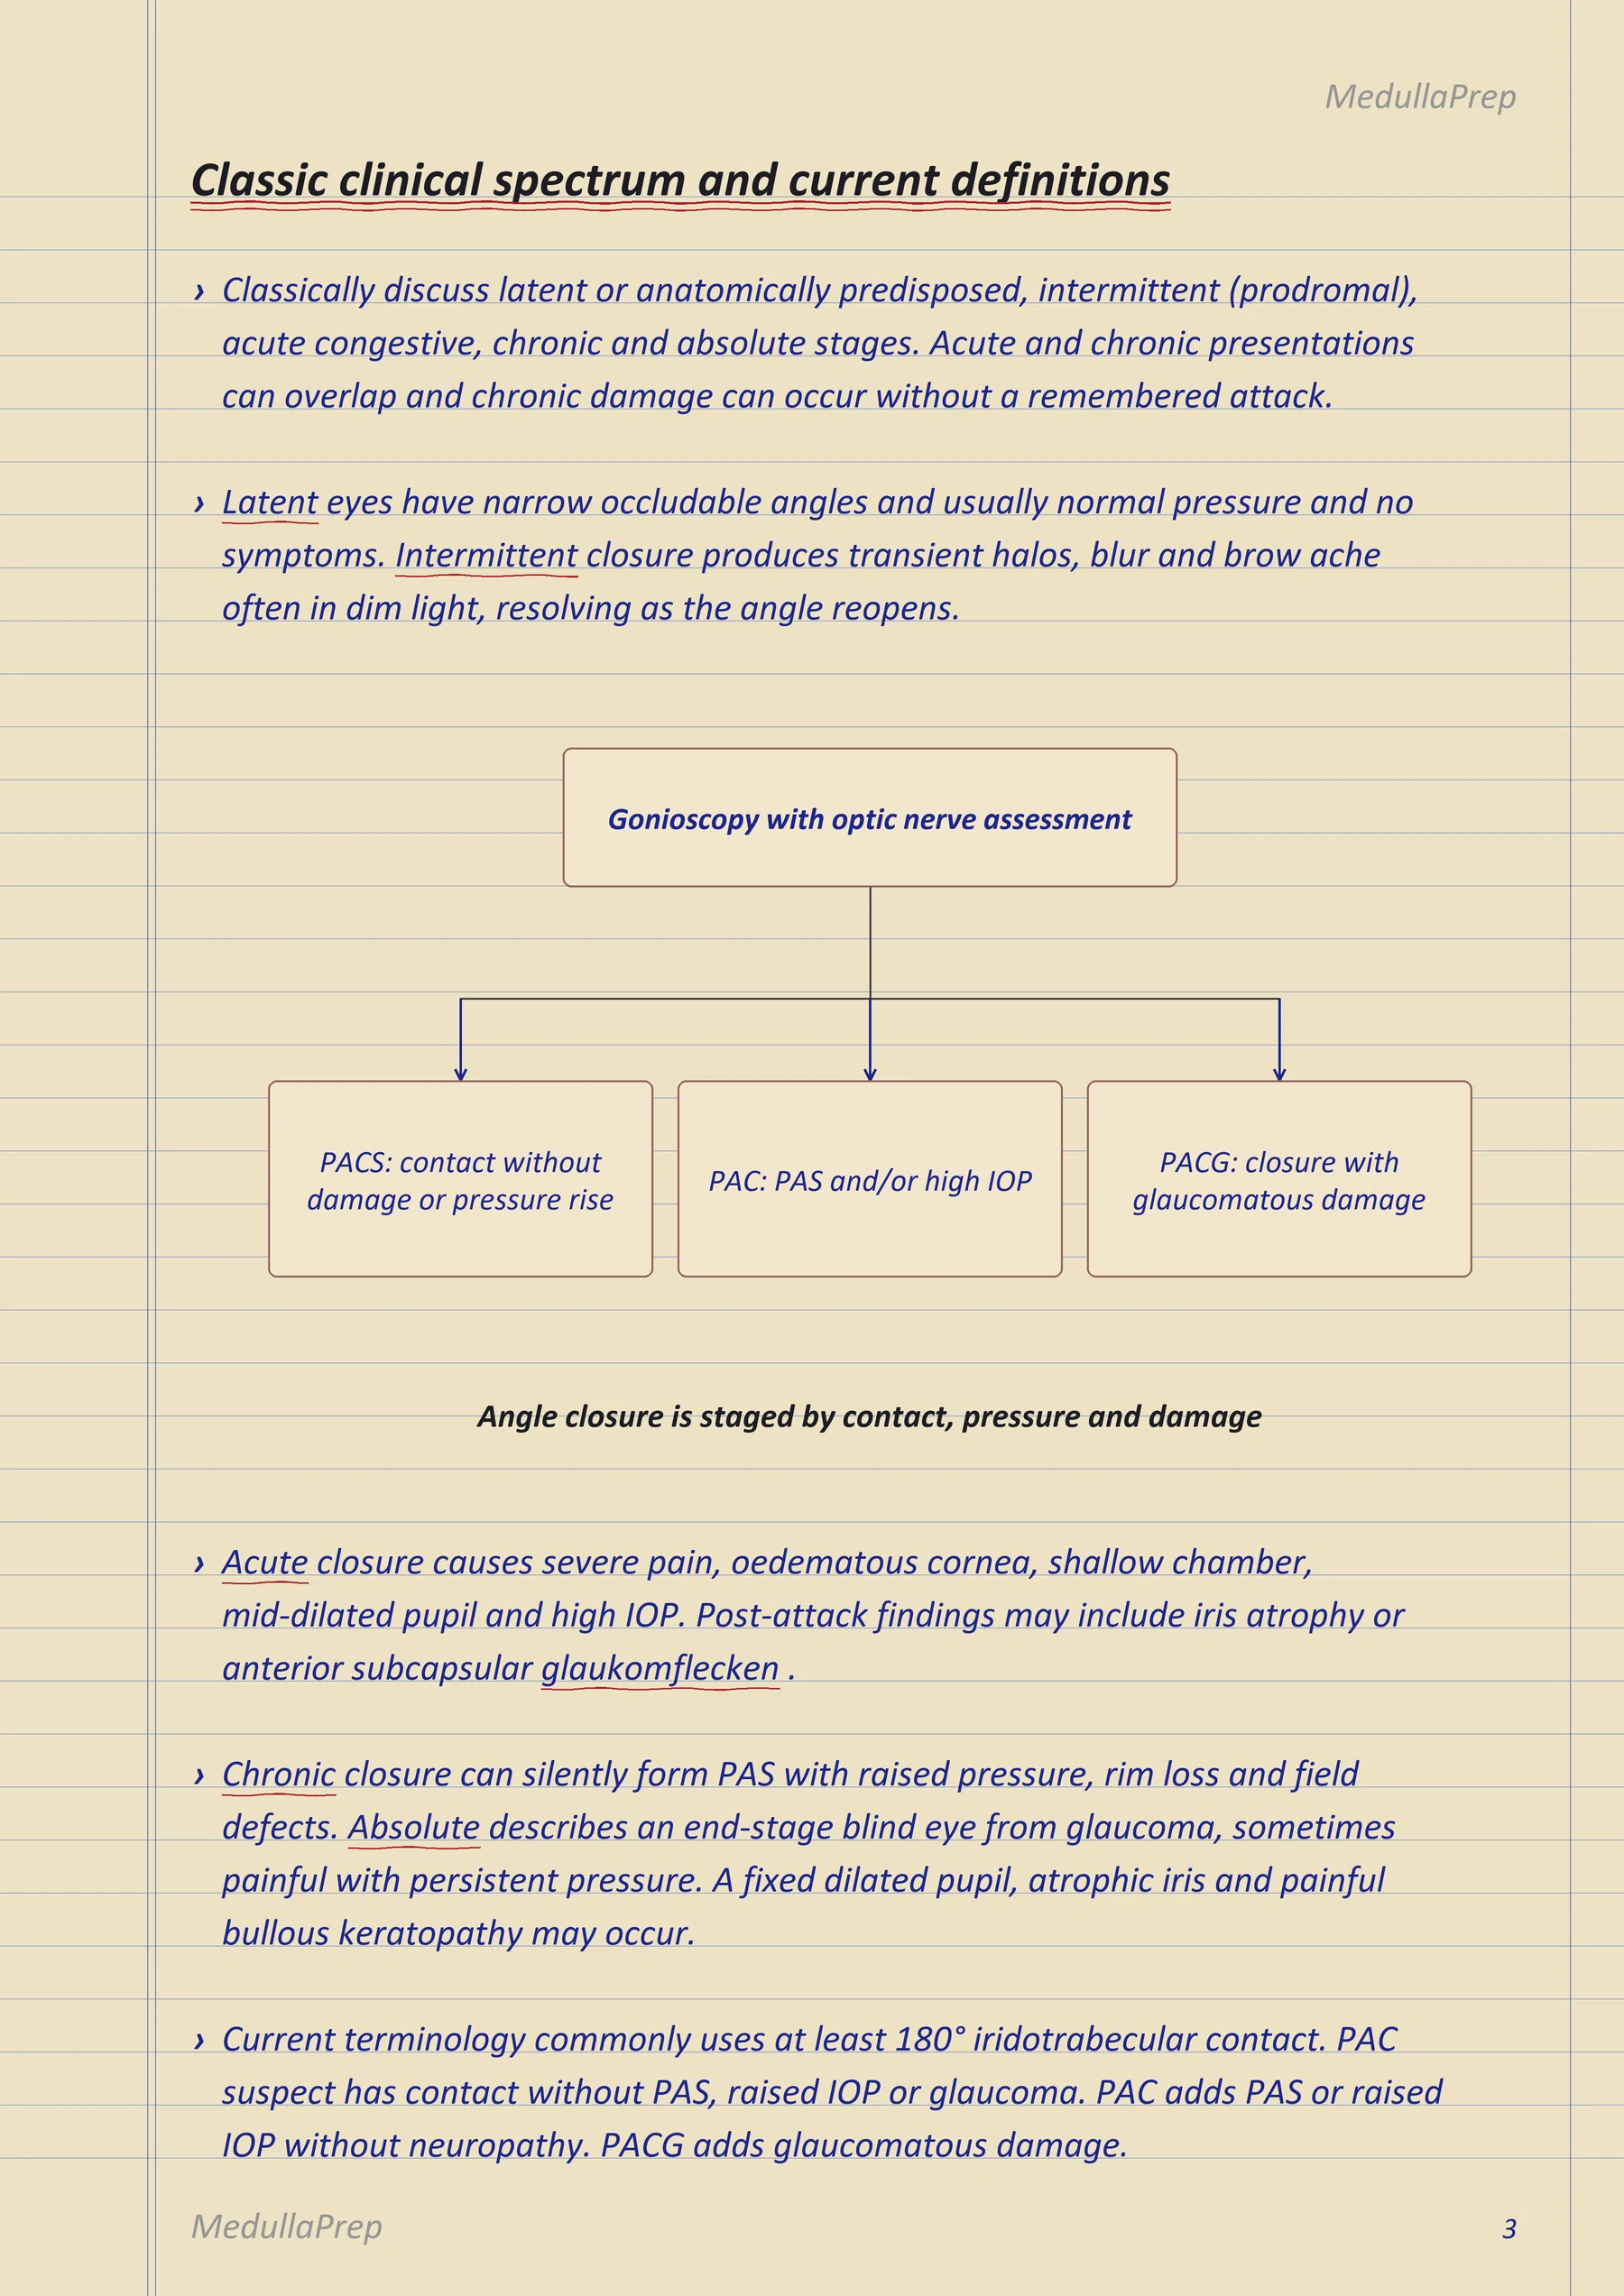 MedullaPrep
Classic clinical spectrum and current definitions
› Classically discuss latent or anatomically predisposed, intermittent (prodromal),
acute congestive, chronic and absolute stages. Acute and chronic presentations
can overlap and chronic damage can occur without a remembered attack.
› Latent eyes have narrow occludable angles and usually normal pressure and no
symptoms. Intermittent closure produces transient halos, blur and brow ache
often in dim light, resolving as the angle reopens.
Gonioscopy with optic nerve assessment
PACS: contact without
damage or pressure rise
PAC: PAS and/or high IOP
PACG: closure with
glaucomatous damage
Angle closure is staged by contact, pressure and damage
› Acute closure causes severe pain, oedematous cornea, shallow chamber,
mid-dilated pupil and high IOP. Post-attack findings may include iris atrophy or
anterior subcapsular glaukomflecken .
› Chronic closure can silently form PAS with raised pressure, rim loss and field
defects. Absolute describes an end-stage blind eye from glaucoma, sometimes
painful with persistent pressure. A fixed dilated pupil, atrophic iris and painful
bullous keratopathy may occur.
› Current terminology commonly uses at least 180° iridotrabecular contact. PAC
suspect has contact without PAS, raised IOP or glaucoma. PAC adds PAS or raised
IOP without neuropathy. PACG adds glaucomatous damage.
MedullaPrep
3